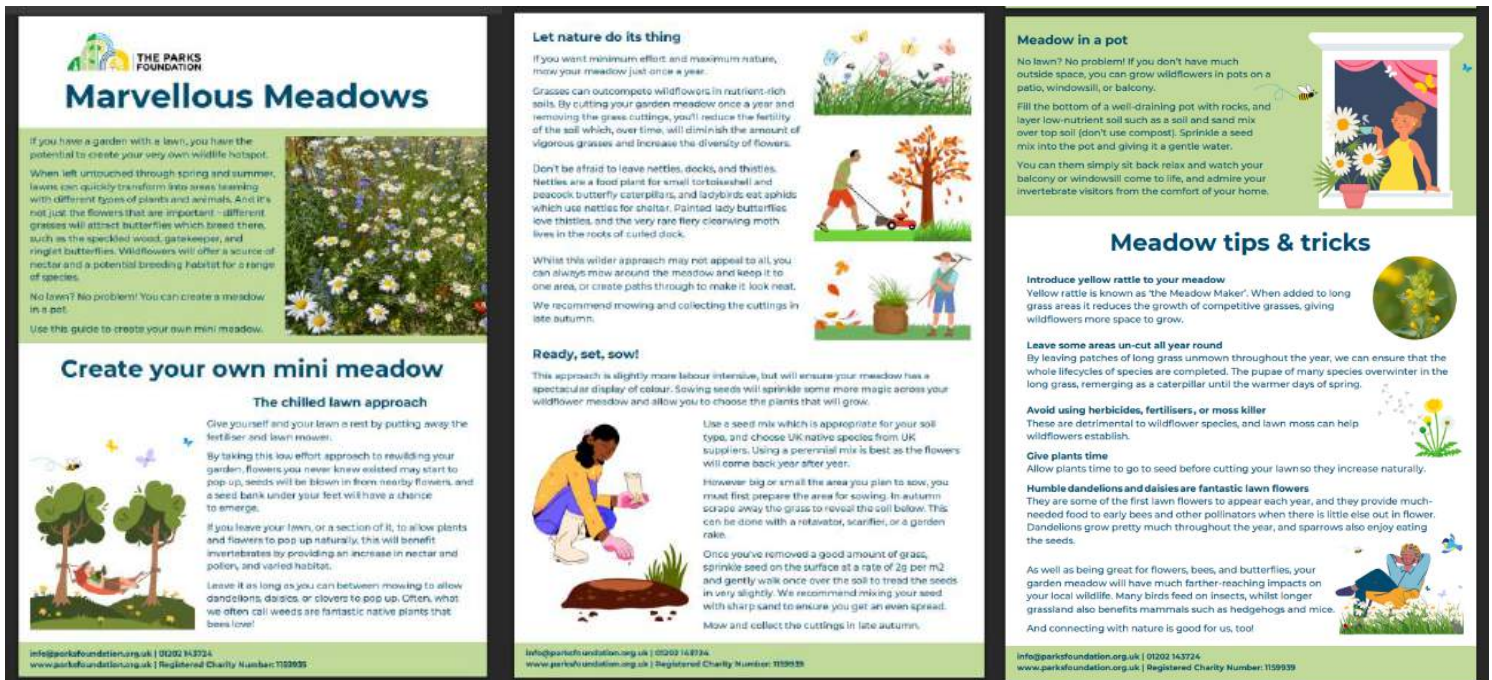 THE PARKS
FOUNDATION
Marvellous Meadows
If you have a garden with a lawn, you have the
potential to create your very own wildlife hotspot.
When left untouched through spring and summer,
lawns can quickly transform into areas teaming
with different types of plants and animals. And it's
not just the flowers that are important - different
grasses will attract butterflies which breed there,
such as the speckled wood, gatekeeper, and
ringlet butterflies. Wildflowers will offer a source of
nectar and a potential breeding habitat for a range
of species.
No lawn? No problem! You can create a meadow
in a pot.
Use this guide to create your own mini meadow.
Create your own mini meadow
The chilled lawn approach
Give yourself and your lawn a rest by putting away the
fertiliser and lawn mower.
By taking this low effort approach to rewilding your
garden, flowers you never knew existed may start to
pop up, seeds will be blown in from nearby flowers, and
a seed bank under your feet will have a chance
to emerge.
If you leave your lawn, or a section of it, to allow plants
and flowers to pop up naturally, this will benefit
invertebrates by providing an increase in nectar and
pollen, and varied habitat.
Leave it as long as you can between mowing to allow
dandelions, daisies, or clovers to pop up. Often, what
we often call weeds are fantastic native plants that
bees love!
info@parksfoundation.org.uk | 01202 143724
www.parksfoundation.org.uk | Registered Charity Number: 1159939
Let nature do its thing
If you want minimum effort and maximum nature,
mow your meadow just once a year.
Grasses can outcompete wildflowers in nutrient-rich
soils. By cutting your garden meadow once a year and
removing the grass cuttings, you'll reduce the fertility
of the soil which, over time, will diminish the amount of
vigorous grasses and increase the diversity of flowers.
Don't be afraid to leave nettles, docks, and thistles.
Nettles are a food plant for small tortoiseshell and
peacock butterfly caterpillars, and ladybirds eat aphids
which use nettles for shelter. Painted lady butterflies
love thistles, and the very rare fiery clearwing moth
lives in the roots of curled dock.
Whilst this wilder approach may not appeal to all, you
can always mow around the meadow and keep it to
one area, or create paths through to make it look neat.
We recommend mowing and collecting the cuttings in
late autumn.
Ready, set, sow!
This approach is slightly more labour intensive, but will ensure your meadow has a
spectacular display of colour. Sowing seeds will sprinkle some more magic across your
wildflower meadow and allow you to choose the plants that will grow.
Use a seed mix which is appropriate for your soil
type, and choose UK native species from UK
suppliers. Using a perennial mix is best as the flowers
will come back year after year.
However big or small the area you plan to sow, you
must first prepare the area for sowing. In autumn
scrape away the grass to reveal the soil below. This
can be done with a rotavator, scarifier, or a garden
rake.
Once you've removed a good amount of grass,
sprinkle seed on the surface at a rate of 2g per m2
and gently walk once over the soil to tread the seeds
in very slightly. We recommend mixing your seed
with sharp sand to ensure you get an even spread.
Mow and collect the cuttings in late autumn.
info@parksfoundation.org.uk | 01202 143724
www.parksfoundation.org.uk | Registered Charity Number: 1159939
Meadow in a pot
No lawn? No problem! If you don't have much
outside space, you can grow wildflowers in pots on a
patio, windowsill, or balcony.
Fill the bottom of a well-draining pot with rocks, and
layer low-nutrient soil such as a soil and sand mix
over top soil (don't use compost). Sprinkle a seed
mix into the pot and giving it a gentle water.
You can them simply sit back relax and watch your
balcony or windowsill come to life, and admire your
invertebrate visitors from the comfort of your home.
Meadow tips & tricks
Introduce yellow rattle to your meadow
Yellow rattle is known as 'the Meadow Maker'. When added to long
grass areas it reduces the growth of competitive grasses, giving
wildflowers more space to grow.
Leave some areas un-cut all year round
By leaving patches of long grass unmown throughout the year, we can ensure that the
whole lifecycles of species are completed. The pupae of many species overwinter in the
long grass, remerging as a caterpillar until the warmer days of spring.
Avoid using herbicides, fertilisers, or moss killer
These are detrimental to wildflower species, and lawn moss can help
wildflowers establish.
Give plants time
Allow plants time to go to seed before cutting your lawn so they increase naturally.
Humble dandelions and daisies are fantastic lawn flowers
They are some of the first lawn flowers to appear each year, and they provide much-
needed food to early bees and other pollinators when there is little else out in flower.
Dandelions grow pretty much throughout the year, and sparrows also enjoy eating
the seeds.
As well as being great for flowers, bees, and butterflies, your
garden meadow will have much farther-reaching impacts on
your local wildlife. Many birds feed on insects, whilst longer
grassland also benefits mammals such as hedgehogs and mice.
And connecting with nature is good for us, too!
info@parksfoundation.org.uk | 01202 143724
www.parksfoundation.org.uk | Registered Charity Number: 1159939